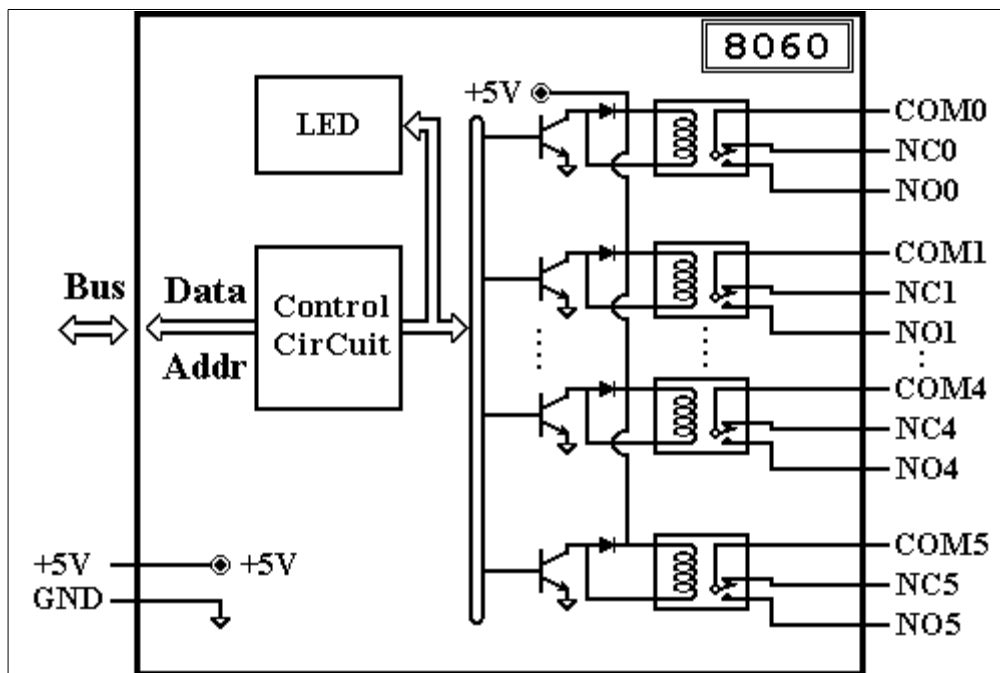 8060
LED
+5V
COM0
NC0
NO0
Bus
Data
Addr
Control
CirCuit
COM1
NC1
NO1
COM4
NC4
NO4
+5V
+5V
GND
COM5
NC5
NO5